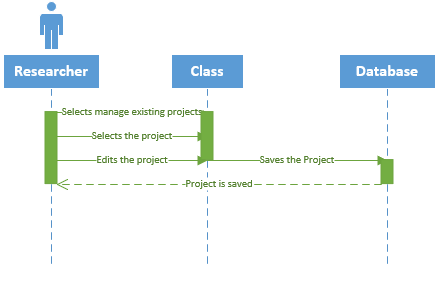 Researcher
Class
Database
Selects manage existing projects
Selects the project
Edits the project
Saves the Project
Project is saved